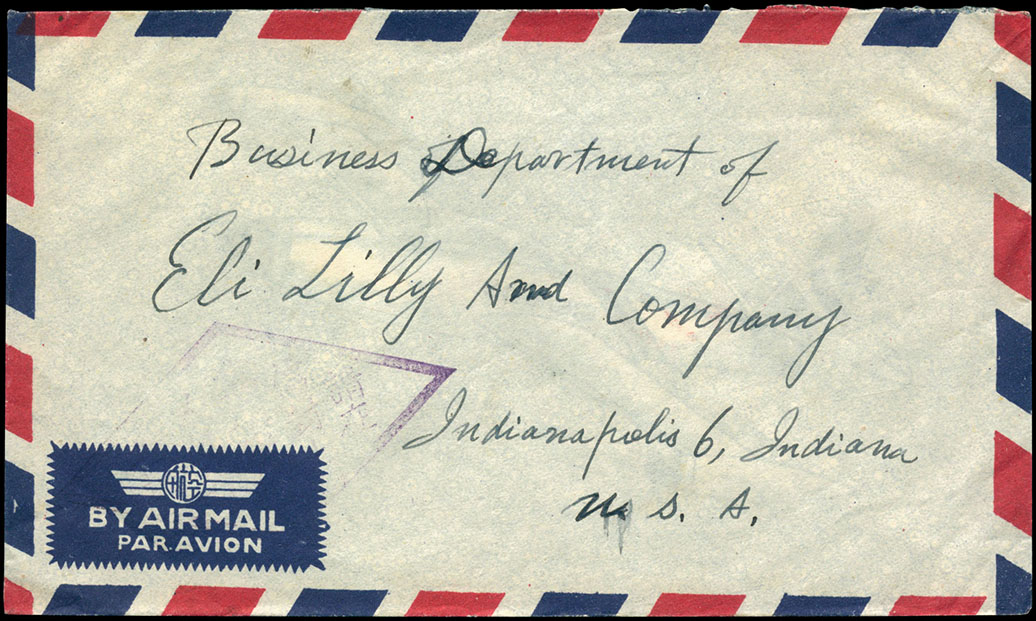 Business Department of
Eli Lilly And Company
Indianapolis 6, Indiana
U. S. A.
BY AIR MAIL
PAR AVION